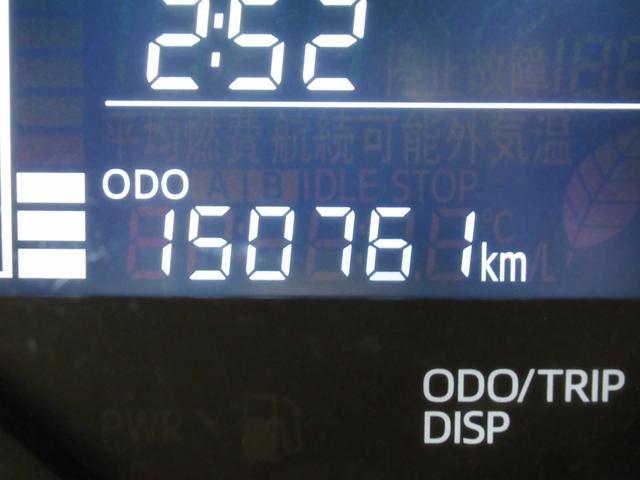 2:52
停止故障
平均燃費 航続可能外気温
ODO A B IDLE STOP
150761 km
°C
/L
ODO/TRIP
DISP
PWR